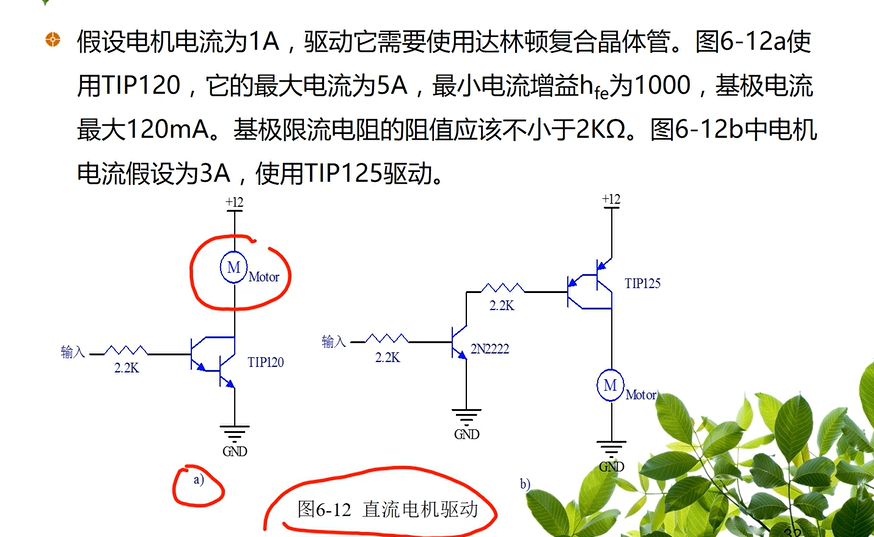 假设电机电流为1A，驱动它需要使用达林顿复合晶体管。图6-12a使
用TIP120，它的最大电流为5A，最小电流增益hfe为1000，基极电流
最大120mA。基极限流电阻的阻值应该不小于2KΩ。图6-12b中电机
电流假设为3A，使用TIP125驱动。
+12
M
Motor
输入
2.2K
TIP120
GND
a)
+12
TIP125
2.2K
输入
2.2K
2N2222
GND
M
Motor
GND
b)
图6-12 直流电机驱动
32